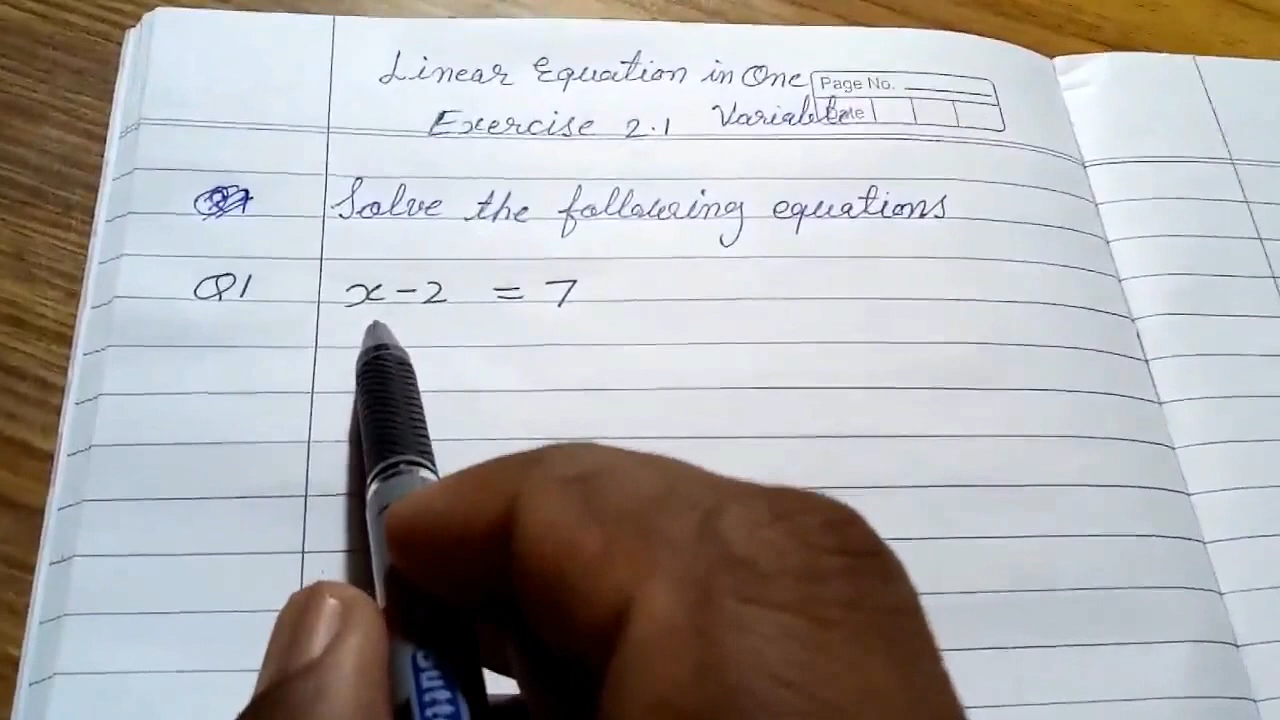 Linear Equation in One
Page No.
Exercise 2.1 Variable
Date
Solve the following equations
Q1 x-2 = 7